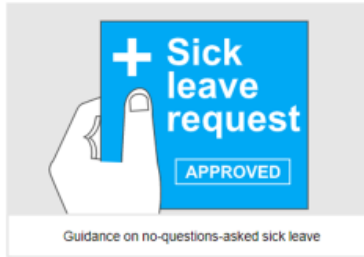 Sick
leave
request
APPROVED
Guidance on no-questions-asked sick leave